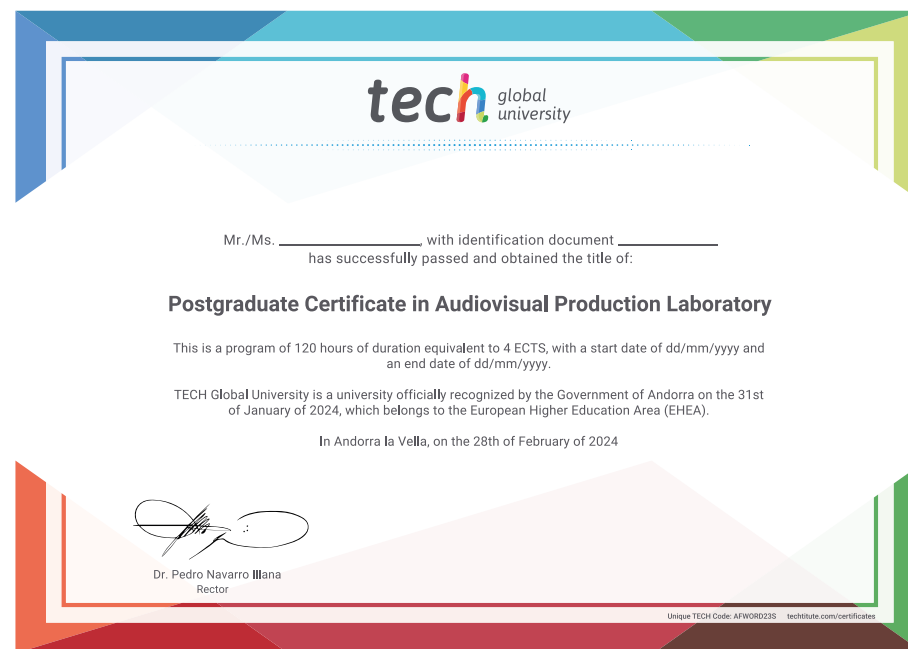 tech global university
Mr./Ms. ____________________, with identification document ______________
has successfully passed and obtained the title of:
Postgraduate Certificate in Audiovisual Production Laboratory
This is a program of 120 hours of duration equivalent to 4 ECTS, with a start date of dd/mm/yyyy and
an end date of dd/mm/yyyy.
TECH Global University is a university officially recognized by the Government of Andorra on the 31st
of January of 2024, which belongs to the European Higher Education Area (EHEA).
In Andorra la Vella, on the 28th of February of 2024
Dr. Pedro Navarro Illana
Rector
Unique TECH Code: AFWORD23S techtitute.com/certificates